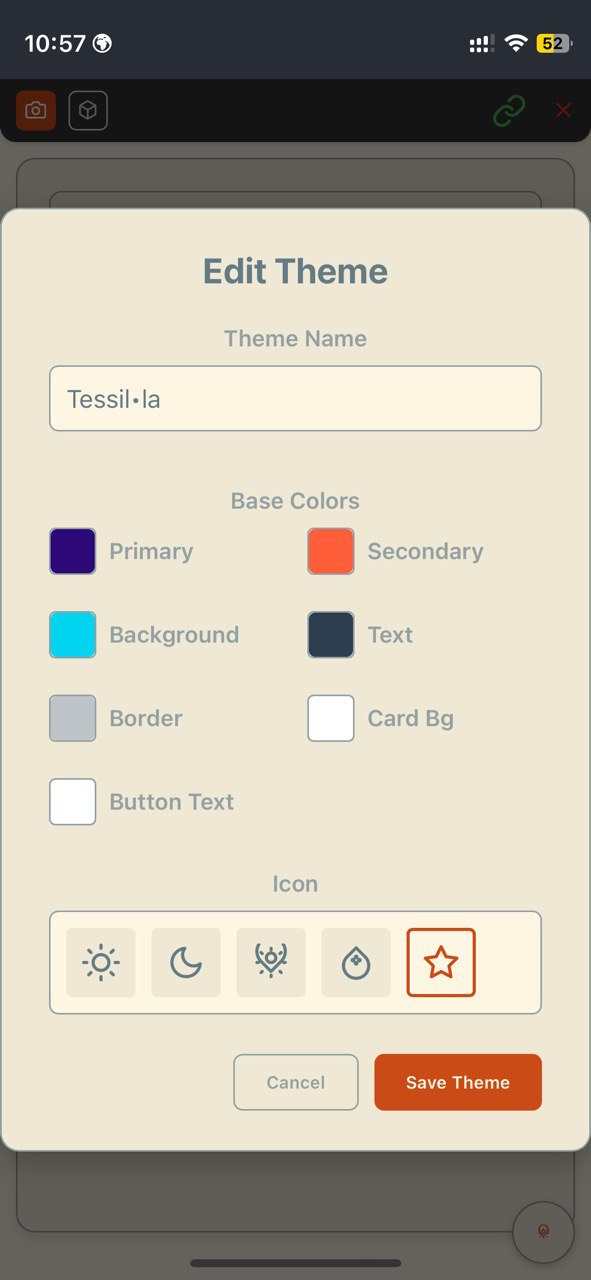 10:57
52
Edit Theme
Theme Name
Tessil•la
Base Colors
Primary
Secondary
Background
Text
Border
Card Bg
Button Text
Icon
Cancel
Save Theme